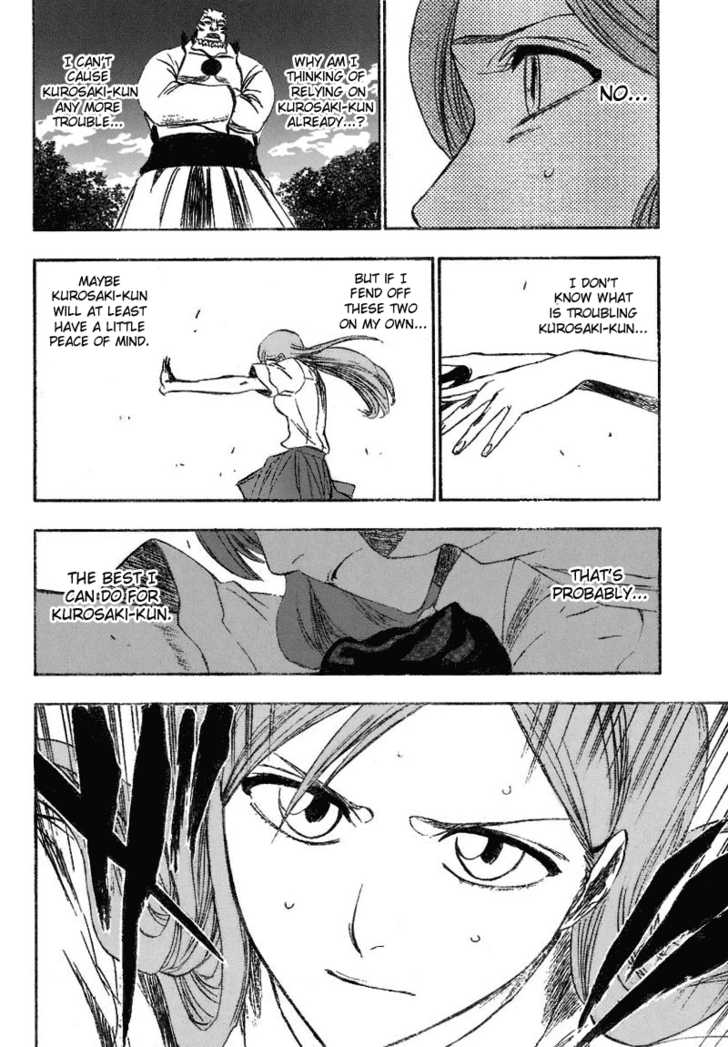 NO...
WHY AM I
THINKING OF
RELYING ON
KUROSAKI-KUN
ALREADY...?
I CAN'T
CAUSE
KUROSAKI-KUN
ANY MORE
TROUBLE...
I DON'T
KNOW WHAT
IS TROUBLING
KUROSAKI-KUN...
BUT IF I
FEND OFF
THESE TWO
ON MY OWN...
MAYBE
KUROSAKI-KUN
WILL AT LEAST
HAVE A LITTLE
PEACE OF MIND.
THAT'S
PROBABLY...
THE BEST I
CAN DO FOR
KUROSAKI-KUN.